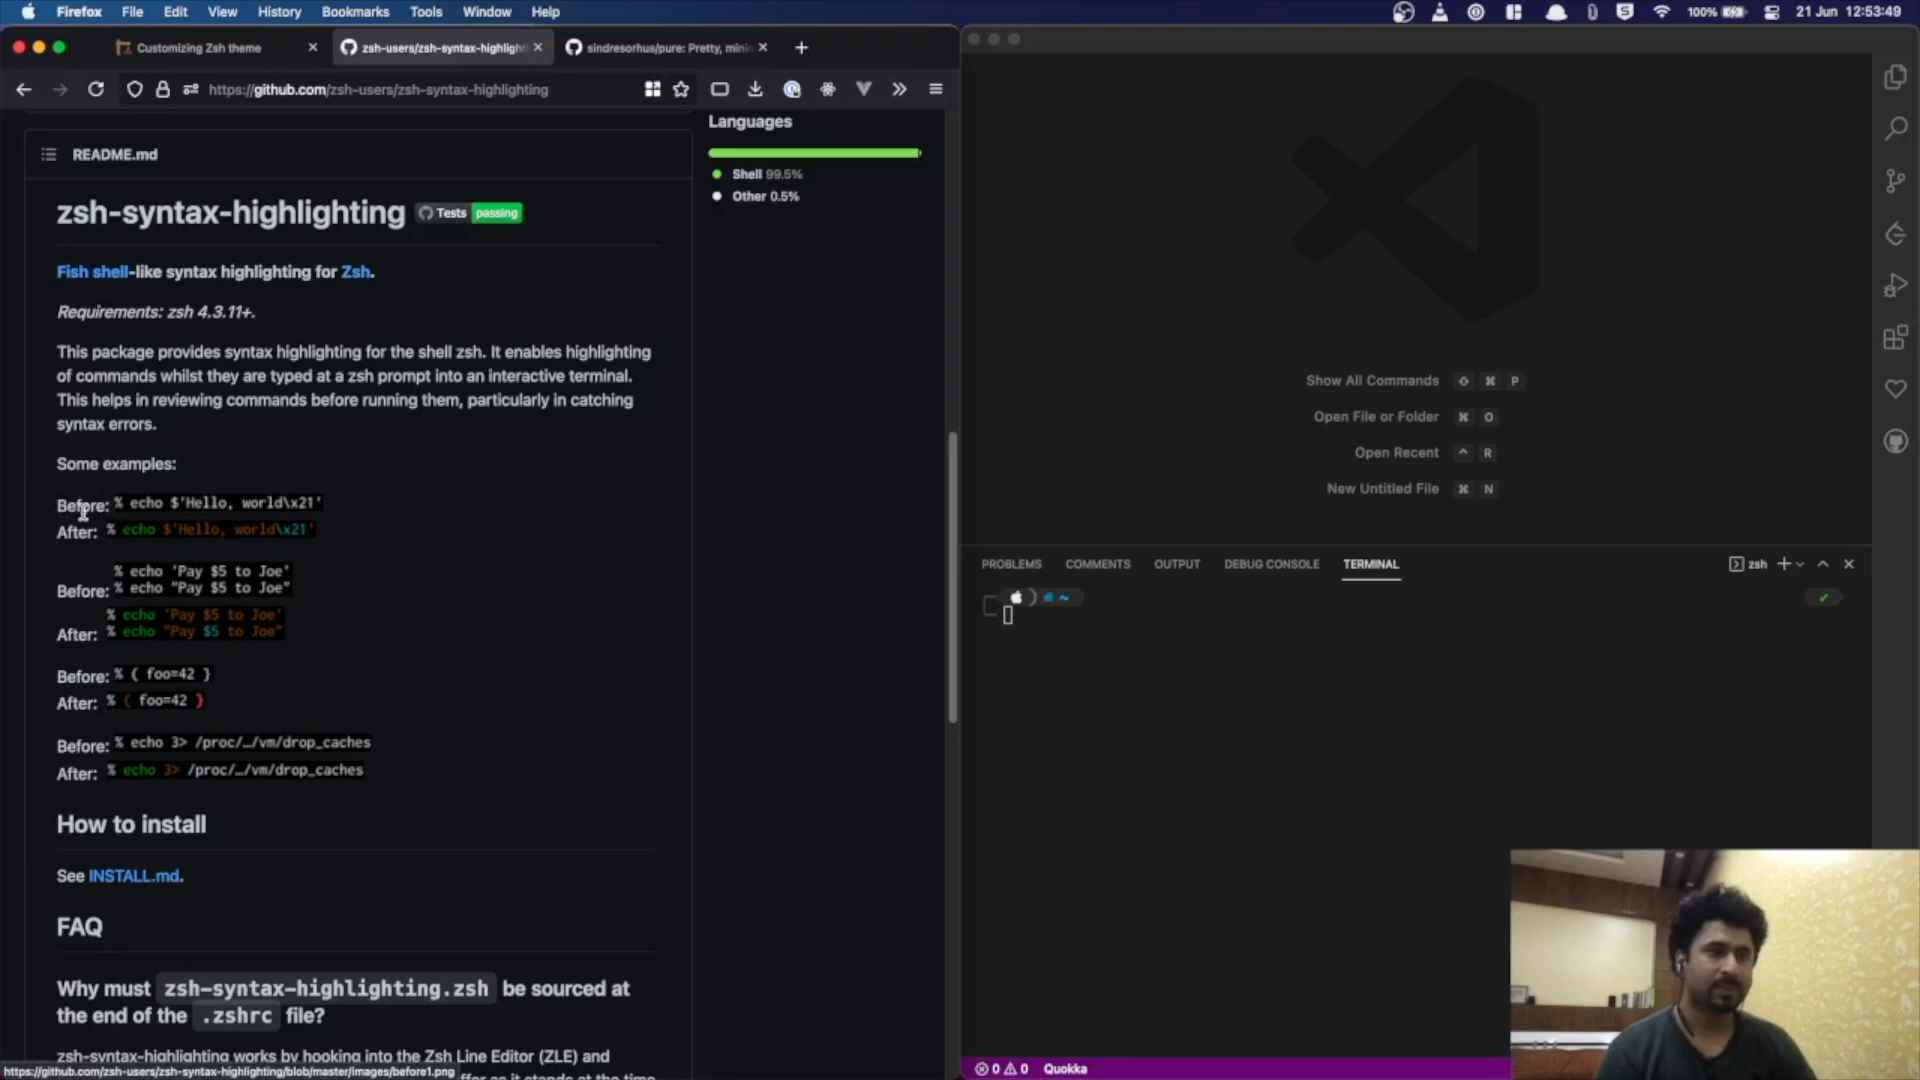 Firefox File Edit View History Bookmarks Tools Window Help
100% 21 Jun 12:53:49
Customizing Zsh theme
zsh-users/zsh-syntax-highlight
sindresorhus/pure: Pretty, mini
https://github.com/zsh-users/zsh-syntax-highlighting
README.md
zsh-syntax-highlighting Tests passing
Fish shell-like syntax highlighting for Zsh.
Requirements: zsh 4.3.11+.
This package provides syntax highlighting for the shell zsh. It enables highlighting
of commands whilst they are typed at a zsh prompt into an interactive terminal.
This helps in reviewing commands before running them, particularly in catching
syntax errors.
Some examples:
Before: % echo $'Hello, world\x21'
After: % echo $'Hello, world\x21'
% echo 'Pay $5 to Joe'
Before: % echo "Pay $5 to Joe"
% echo 'Pay $5 to Joe'
After: % echo "Pay $5 to Joe"
Before: % ( foo=42 }
After: % ( foo=42 }
Before: % echo 3> /proc/…/vm/drop_caches
After: % echo 3> /proc/…/vm/drop_caches
How to install
See INSTALL.md.
FAQ
Why must zsh-syntax-highlighting.zsh be sourced at
the end of the .zshrc file?
zsh-syntax-highlighting works by hooking into the Zsh Line Editor (ZLE) and
https://github.com/zsh-users/zsh-syntax-highlighting/blob/master/images/before1.png
Languages
Shell 99.5%
Other 0.5%
Show All Commands ⇧ ⌘ P
Open File or Folder ⌘ O
Open Recent ^ R
New Untitled File ⌘ N
PROBLEMS COMMENTS OUTPUT DEBUG CONSOLE TERMINAL
zsh
~
0 0 Quokka